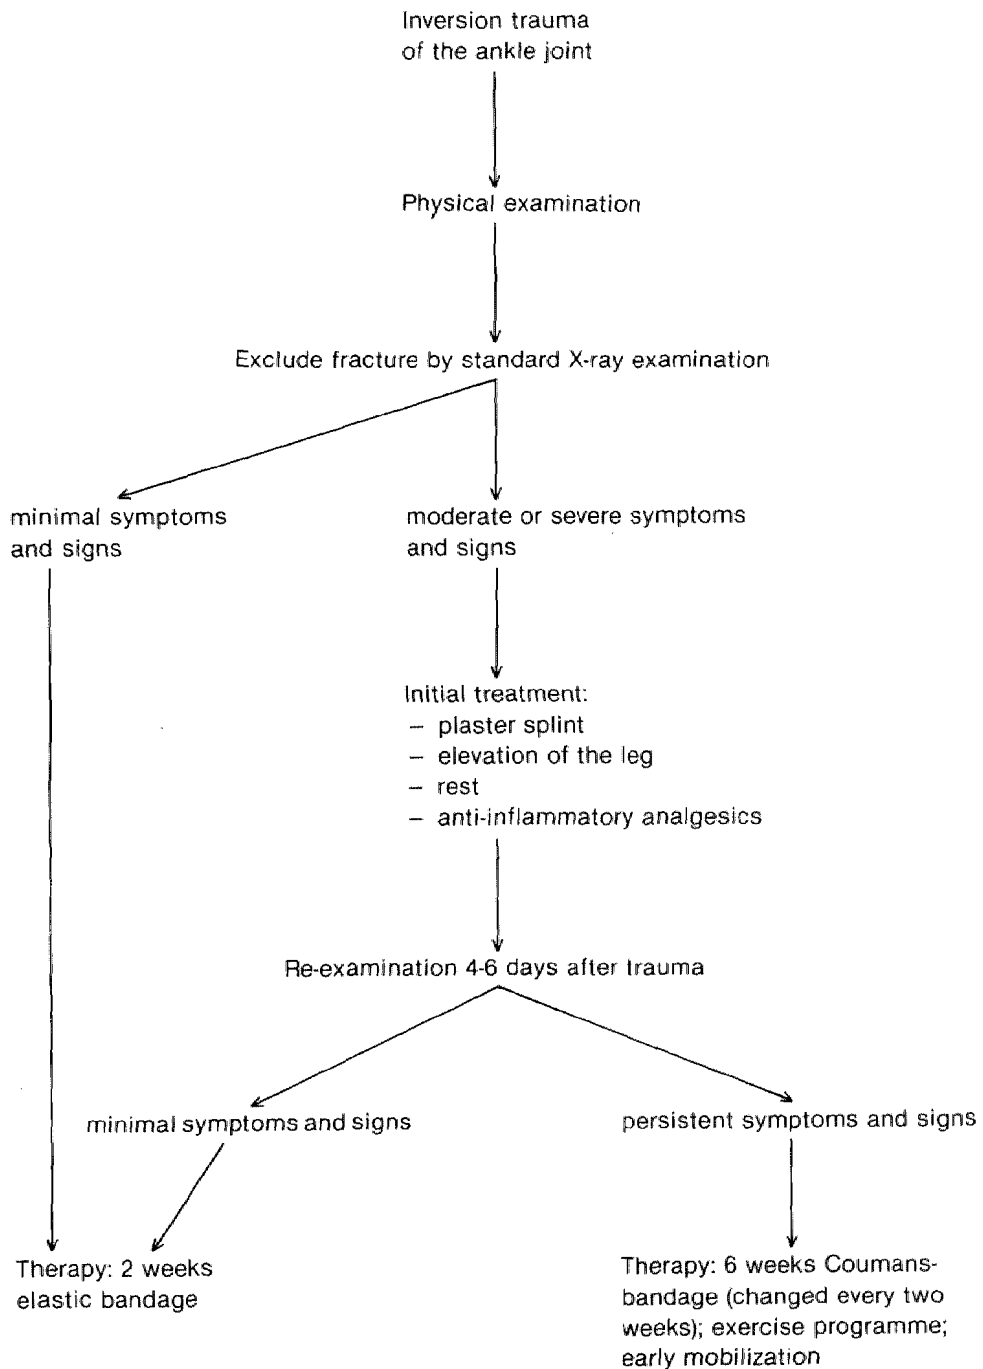 Inversion trauma
of the ankle joint
Physical examination
Exclude fracture by standard X-ray examination
minimal symptoms
and signs
moderate or severe symptoms
and signs
Initial treatment:
– plaster splint
– elevation of the leg
– rest
– anti-inflammatory analgesics
Re-examination 4-6 days after trauma
minimal symptoms and signs
persistent symptoms and signs
Therapy: 2 weeks
elastic bandage
Therapy: 6 weeks Coumans-
bandage (changed every two
weeks); exercise programme;
early mobilization